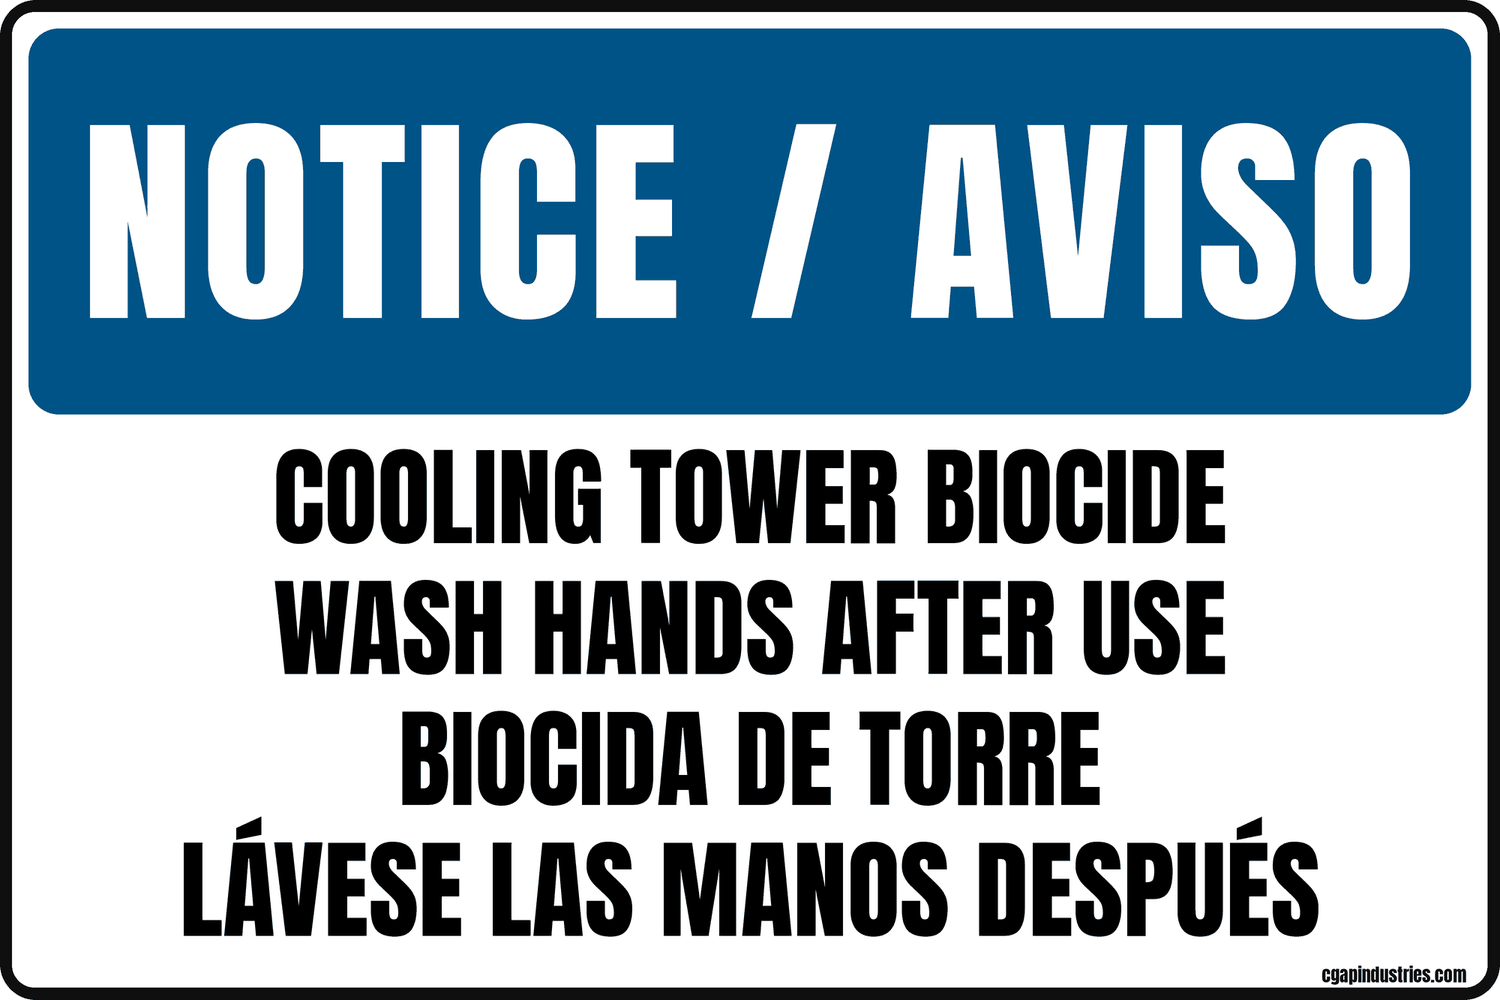 NOTICE / AVISO
COOLING TOWER BIOCIDE
WASH HANDS AFTER USE
BIOCIDA DE TORRE
LÁVESE LAS MANOS DESPUÉS
cgapindustries.com